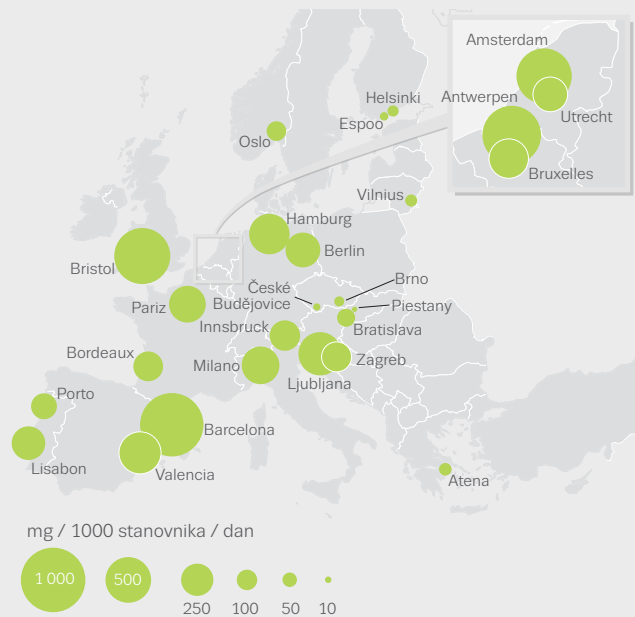 Amsterdam
Antwerpen
Utrecht
Bruxelles
Helsinki
Espoo
Oslo
Vilnius
Hamburg
Berlin
Bristol
Pariz
České
Budějovice
Brno
Piestany
Bratislava
Innsbruck
Zagreb
Milano
Ljubljana
Bordeaux
Porto
Lisabon
Barcelona
Valencia
Atena
mg / 1000 stanovnika / dan
1 000 500 250 100 50 10